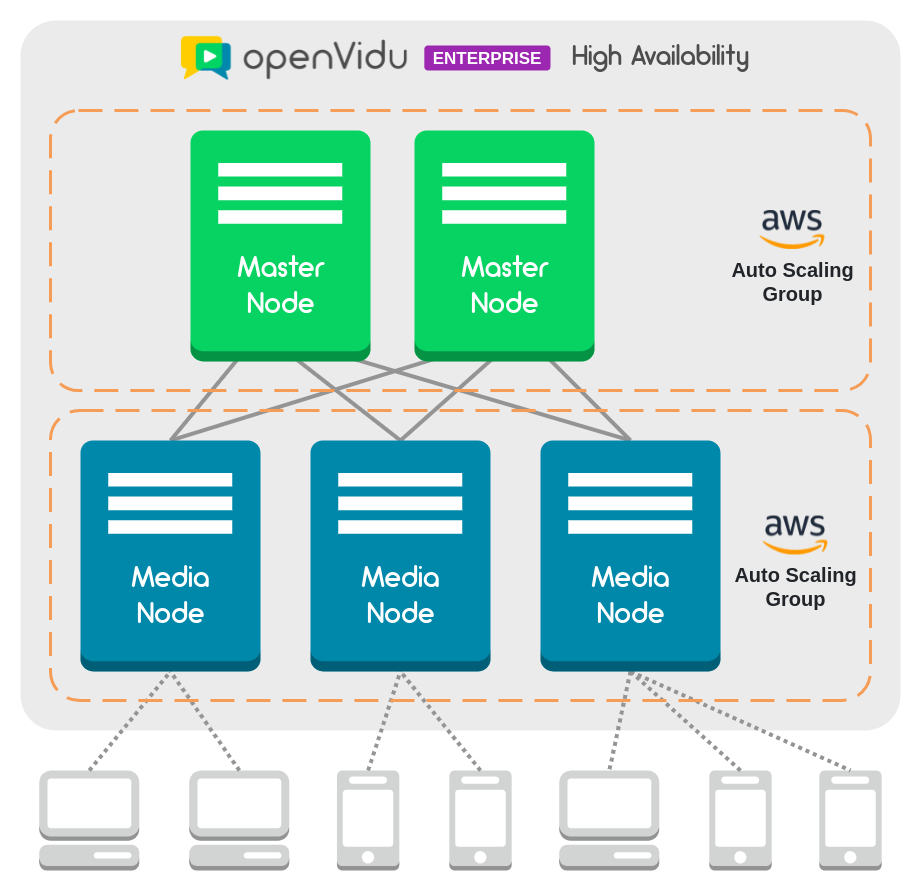 openVidu ENTERPRISE High Availability
Master
Node
Master
Node
aws
Auto Scaling
Group
Media
Node
Media
Node
Media
Node
aws
Auto Scaling
Group